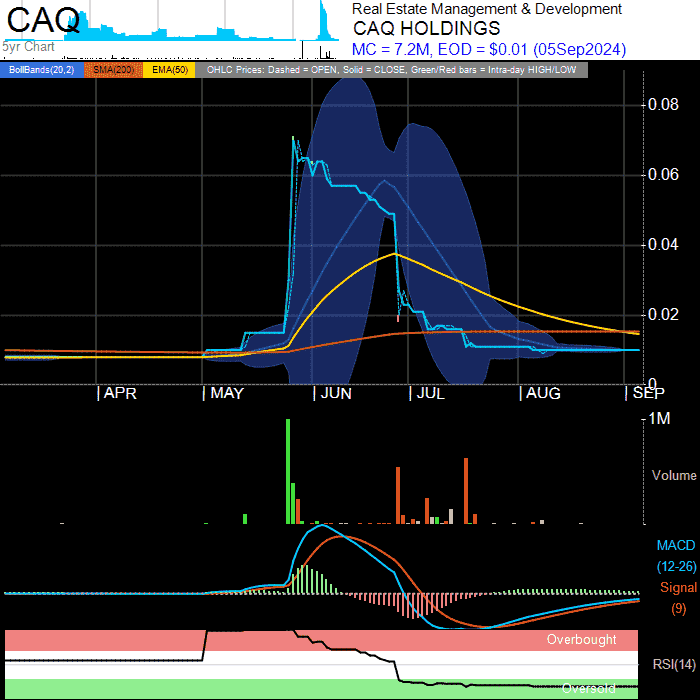 CAQ
5yr Chart
Real Estate Management & Development
CAQ HOLDINGS
MC = 7.2M, EOD = $0.01 (05Sep2024)
BollBands(20,2) SMA(200) EMA(50) OHLC Prices: Dashed = OPEN, Solid = CLOSE, Green/Red bars = Intra-day HIGH/LOW
0.08
0.06
0.04
0.02
0
APR MAY JUN JUL AUG SEP
1M
Volume
MACD
(12-26)
Signal
(9)
Overbought
RSI(14)
Oversold